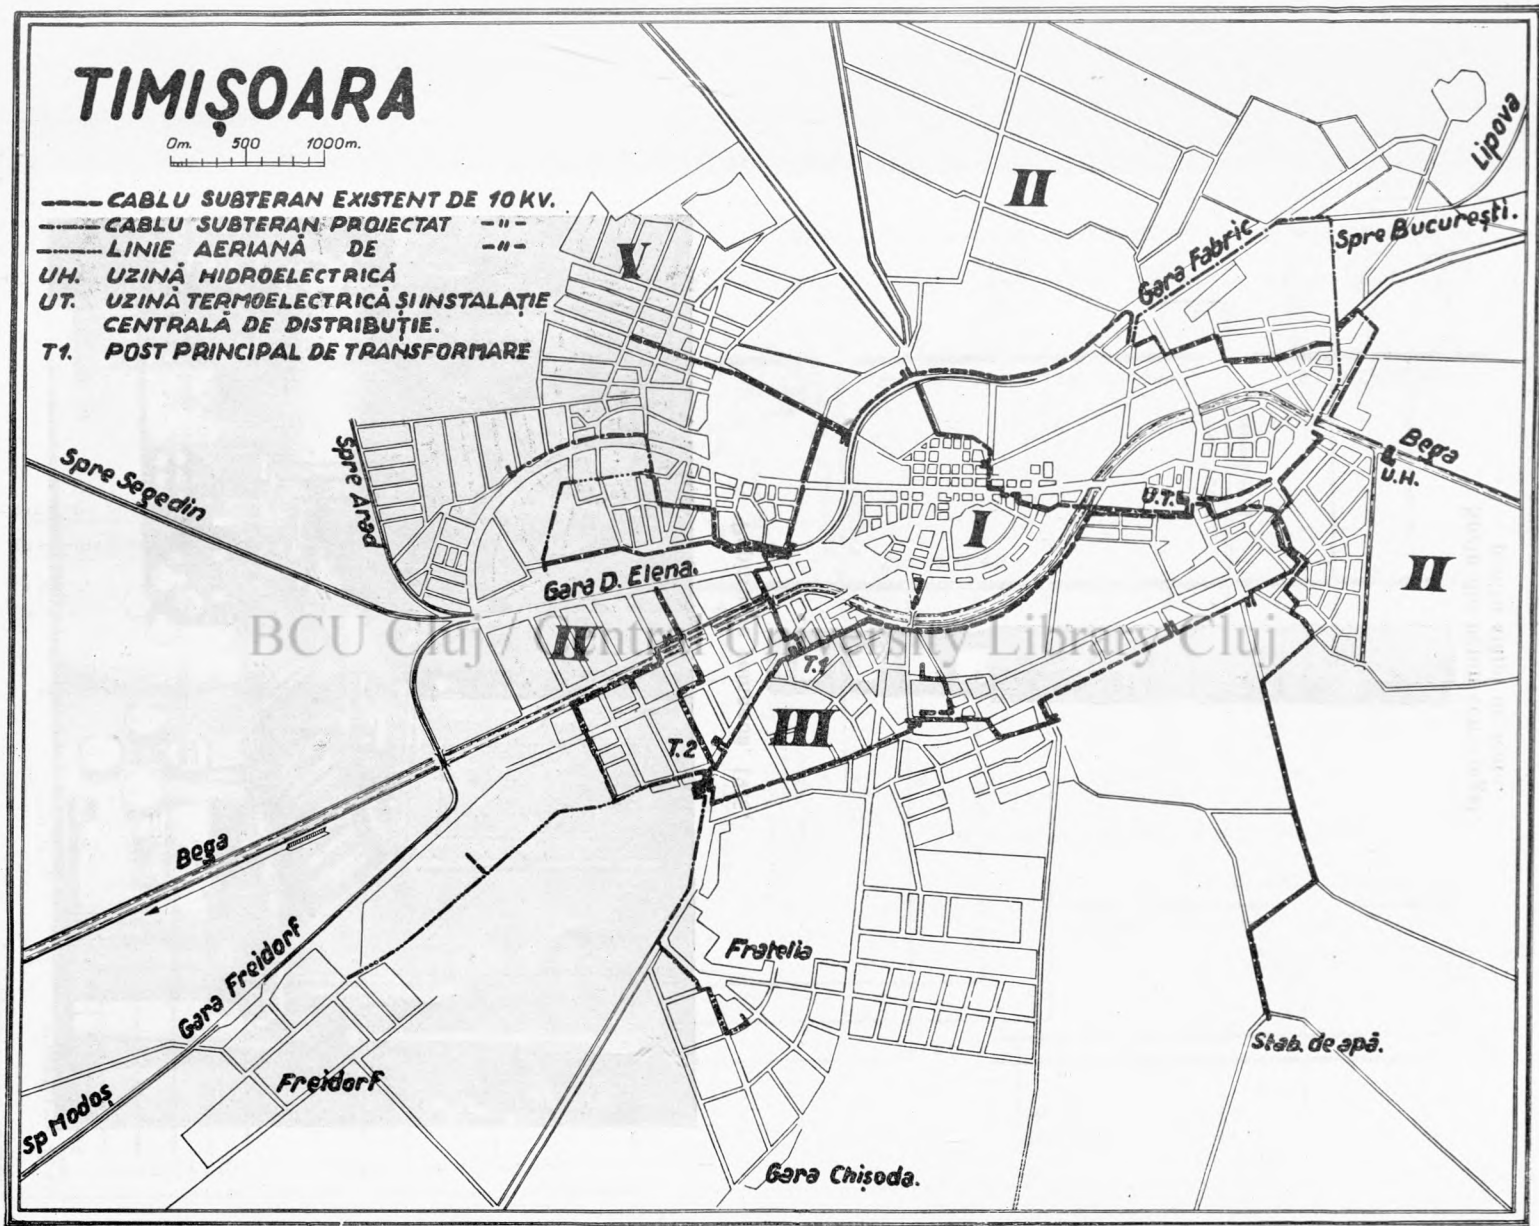 TIMIȘOARA
0m. 500 1000m.
CABLU SUBTERAN EXISTENT DE 10 KV.
CABLU SUBTERAN PROIECTAT -"-
LINIE AERIANĂ DE -"-
UH. UZINĂ HIDROELECTRICĂ
UT. UZINĂ TERMOELECTRICĂ ȘI INSTALAȚIE
CENTRALĂ DE DISTRIBUȚIE.
T1. POST PRINCIPAL DE TRANSFORMARE
Lipova
II
Spre București.
Gara Fabric
V
Spre Segedin
Spre Arad
Bega
U.H.
U.T.
I
II
Gara D. Elena.
BCU Cluj / Central University Library Cluj
II
T.1
III
T.2
Bega
Gara Freidorf
Fratelia
Stab. de apă.
Freidorf
Sp Modoș
Gara Chișoda.